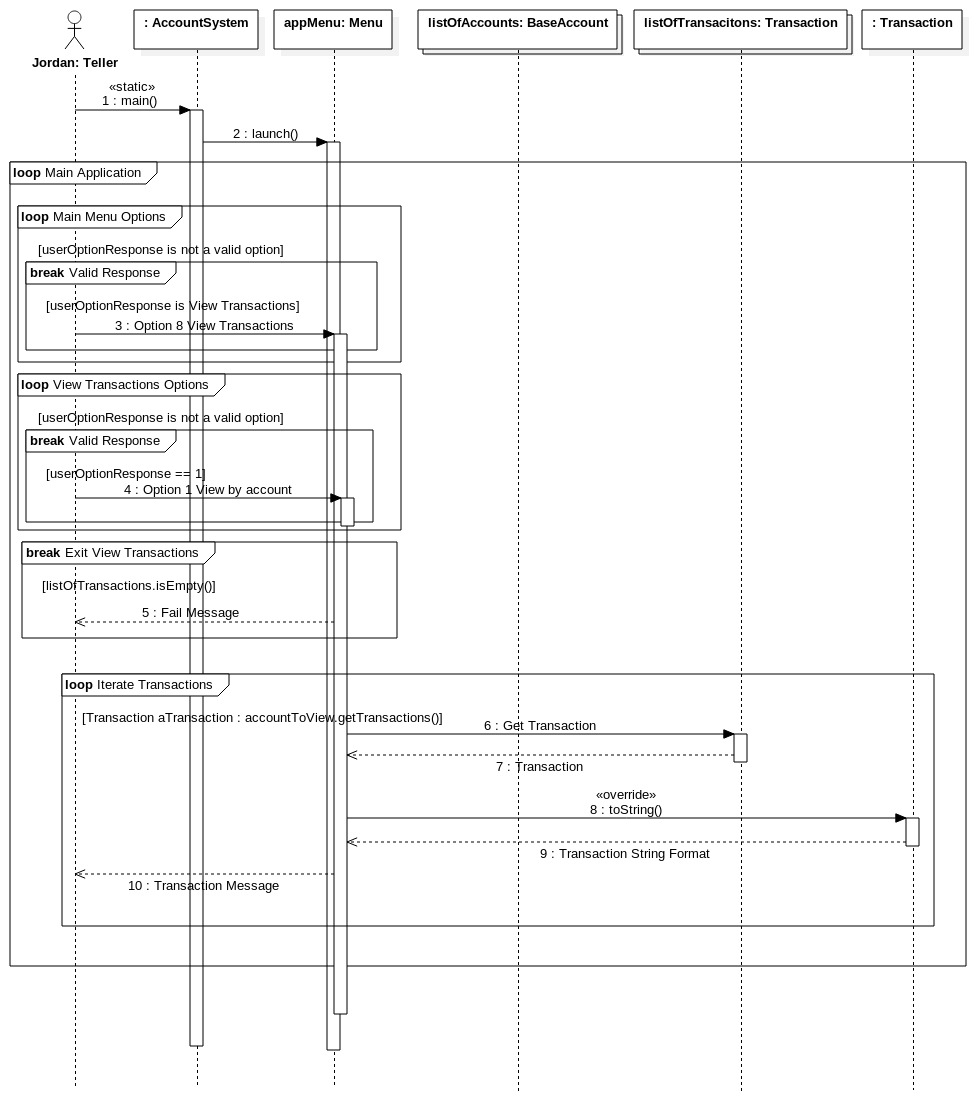 : AccountSystem
appMenu: Menu
listOfAccounts: BaseAccount
listOfTransacitons: Transaction
: Transaction
Jordan: Teller
«static»
1 : main()
2 : launch()
loop Main Application
loop Main Menu Options
[userOptionResponse is not a valid option]
break Valid Response
[userOptionResponse is View Transactions]
3 : Option 8 View Transactions
loop View Transactions Options
[userOptionResponse is not a valid option]
break Valid Response
[userOptionResponse == 1]
4 : Option 1 View by account
break Exit View Transactions
[listOfTransactions.isEmpty()]
5 : Fail Message
loop Iterate Transactions
[Transaction aTransaction : accountToView.getTransactions()]
6 : Get Transaction
7 : Transaction
«override»
8 : toString()
9 : Transaction String Format
10 : Transaction Message